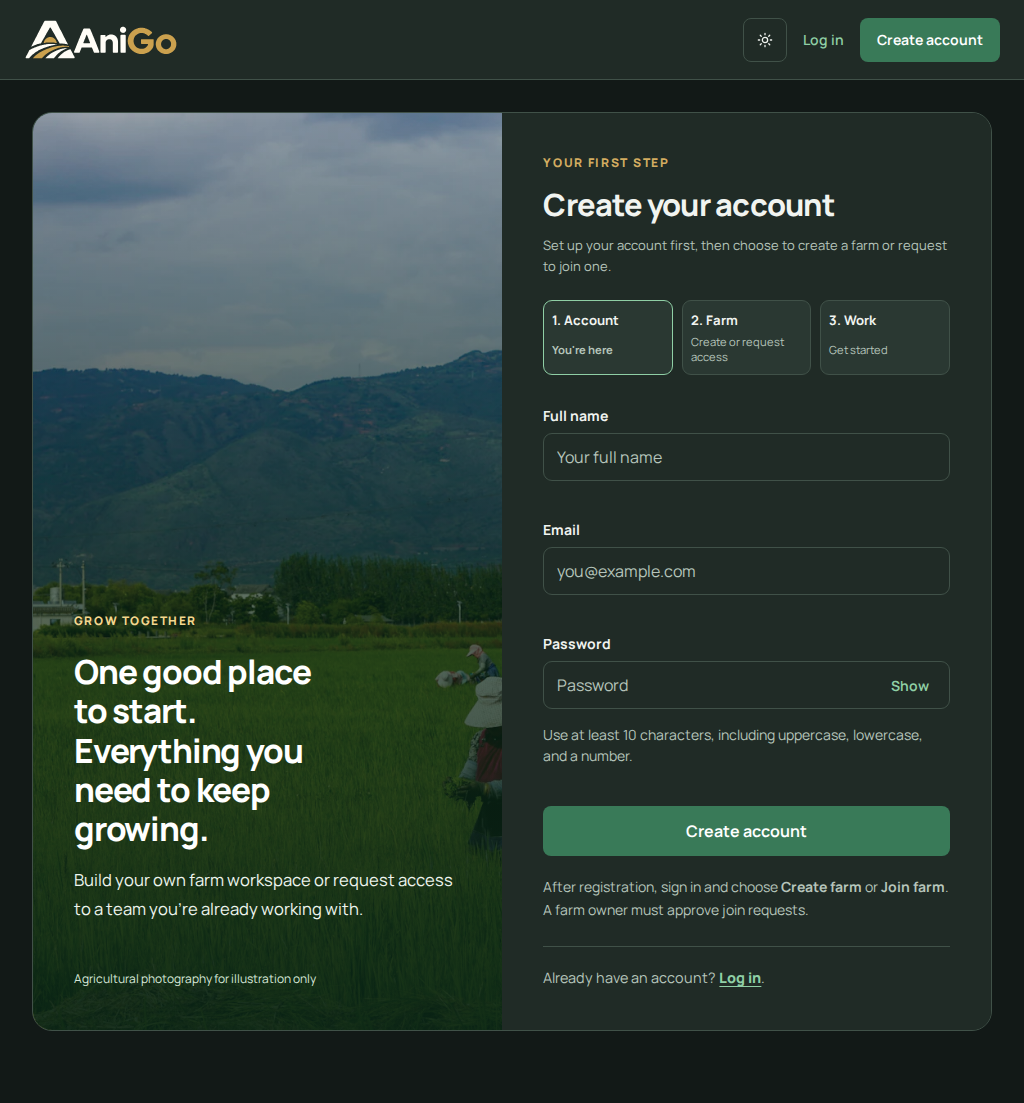 AniGo
Log in
Create account
GROW TOGETHER
One good place
to start.
Everything you
need to keep
growing.
Build your own farm workspace or request access
to a team you're already working with.
Agricultural photography for illustration only
YOUR FIRST STEP
Create your account
Set up your account first, then choose to create a farm or request
to join one.
1. Account
You're here
2. Farm
Create or request
access
3. Work
Get started
Full name
Your full name
Email
you@example.com
Password
Password
Show
Use at least 10 characters, including uppercase, lowercase,
and a number.
Create account
After registration, sign in and choose Create farm or Join farm.
A farm owner must approve join requests.
Already have an account? Log in.